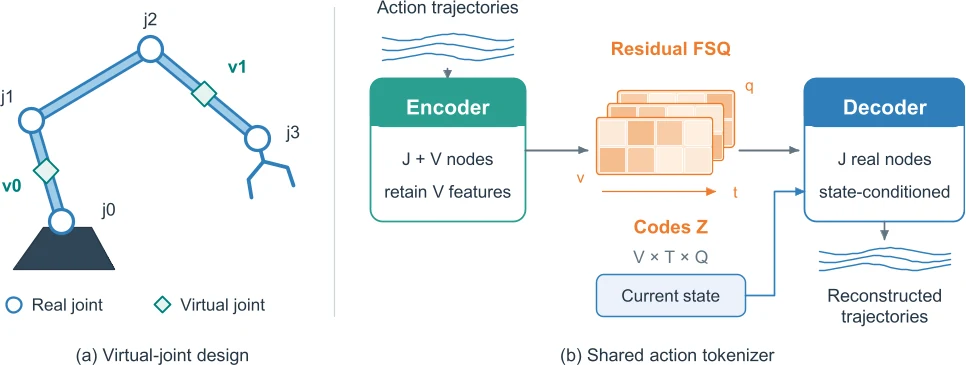 j2
v1
j1
j3
v0
j0
Real joint
Virtual joint
(a) Virtual-joint design
Action trajectories
Encoder
J + V nodes
retain V features
Residual FSQ
q
v
t
Codes Z
V × T × Q
Current state
Decoder
J real nodes
state-conditioned
Reconstructed
trajectories
(b) Shared action tokenizer